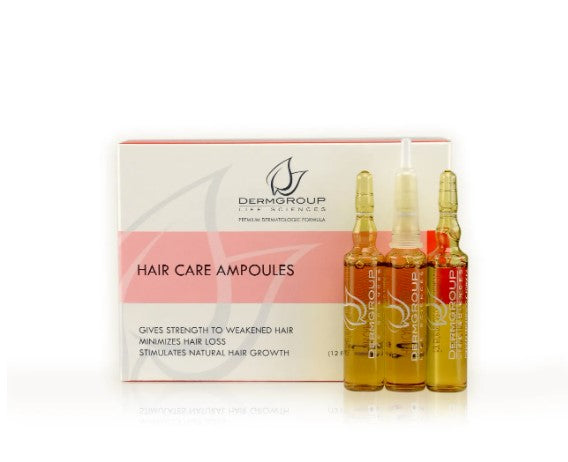 DERMGROUP
LIFE SCIENCES
PREMIUM DERMATOLOGIC FORMULA
HAIR CARE AMPOULES
GIVES STRENGTH TO WEAKENED HAIR
MINIMIZES HAIR LOSS
STIMULATES NATURAL HAIR GROWTH
(12
DERMGROUP
DERMGROUP
DERMGROUP